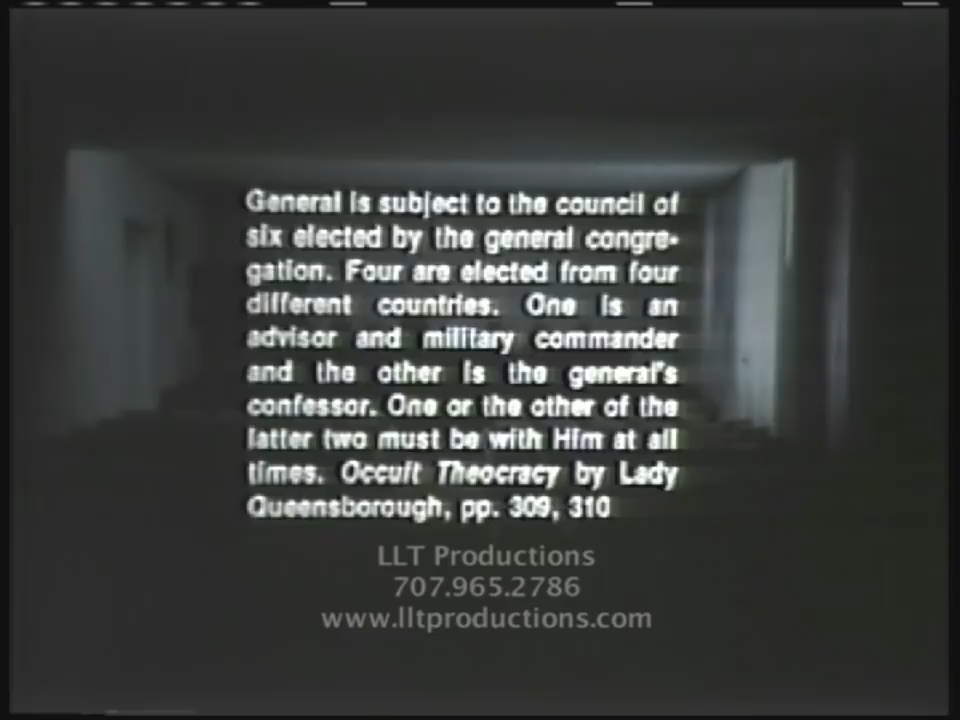 General is subject to the council of
six elected by the general congre-
gation. Four are elected from four
different countries. One is an
advisor and military commander
and the other is the general's
confessor. One or the other of the
latter two must be with Him at all
times. Occult Theocracy by Lady
Queensborough, pp. 309, 310
LLT Productions
707.965.2786
www.lltproductions.com